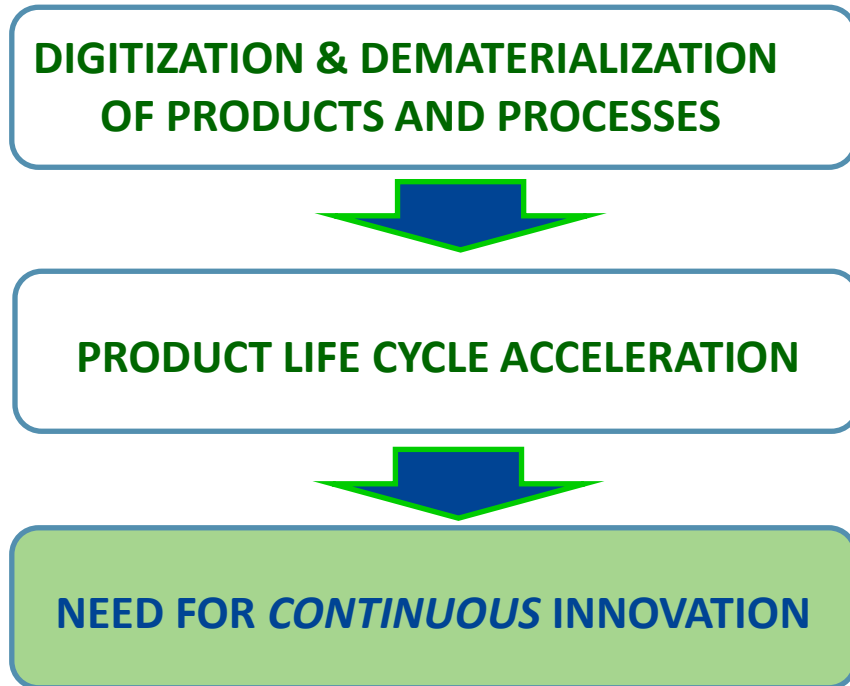 DIGITIZATION & DEMATERIALIZATION
OF PRODUCTS AND PROCESSES
PRODUCT LIFE CYCLE ACCELERATION
NEED FOR CONTINUOUS INNOVATION